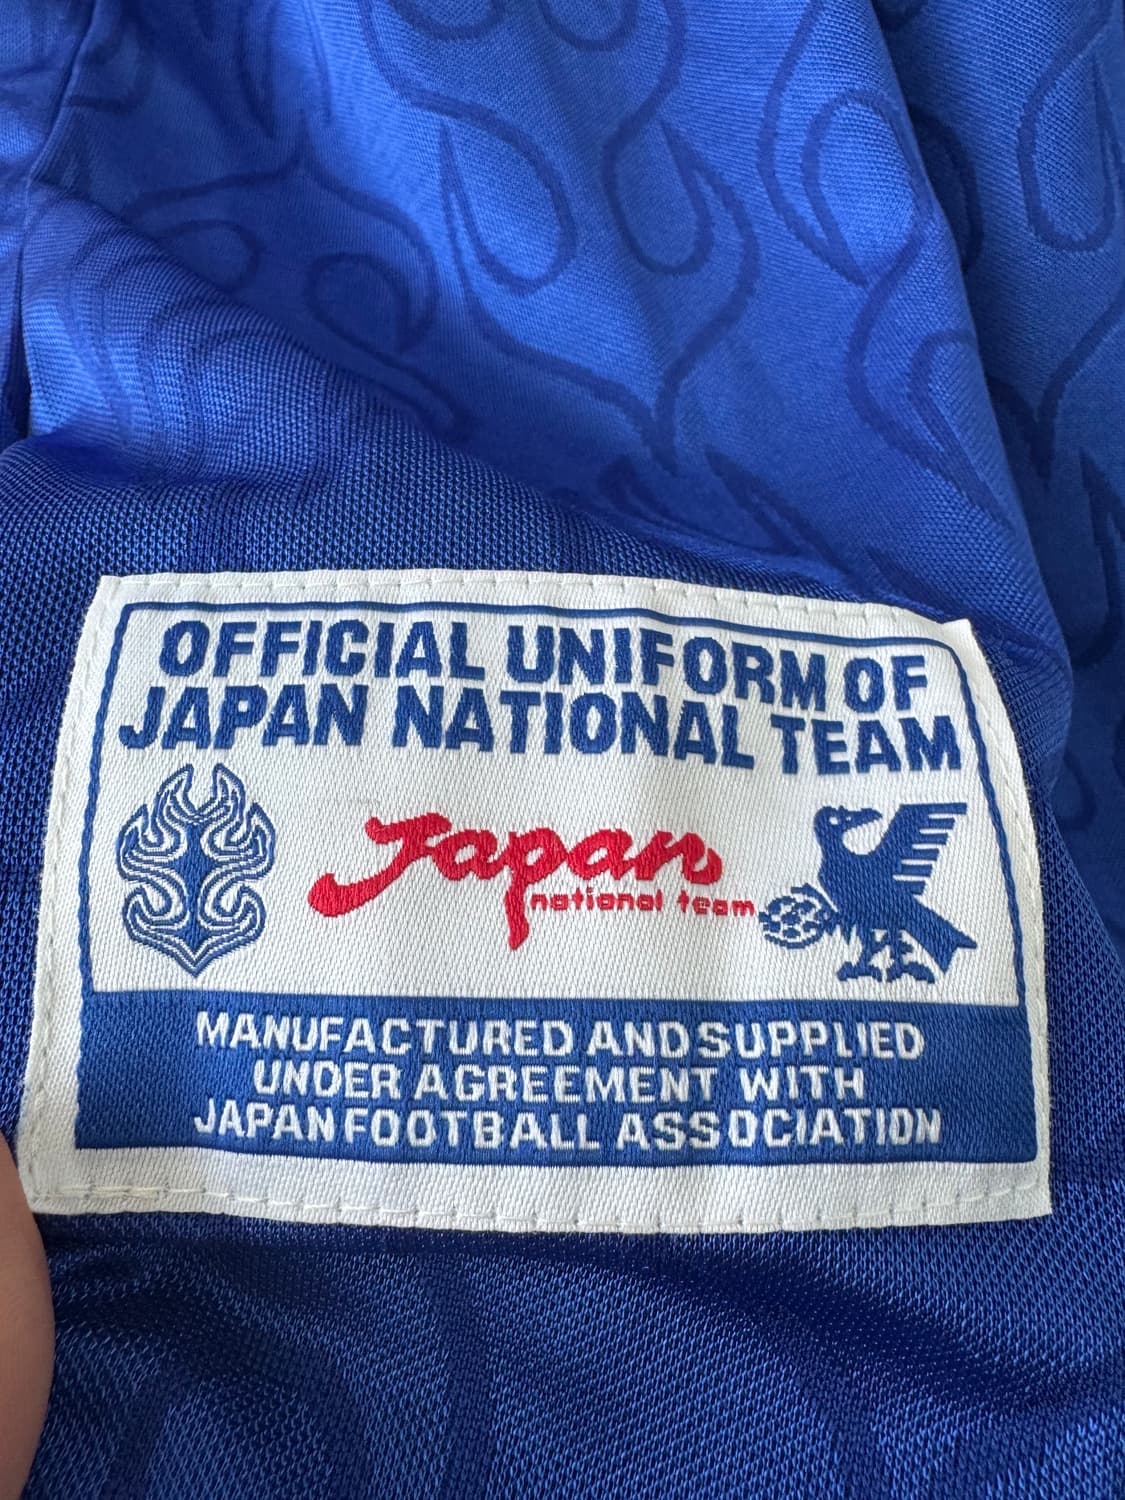 OFFICIAL UNIFORM OF
JAPAN NATIONAL TEAM
Japan
national team
MANUFACTURED AND SUPPLIED
UNDER AGREEMENT WITH
JAPAN FOOTBALL ASSOCIATION